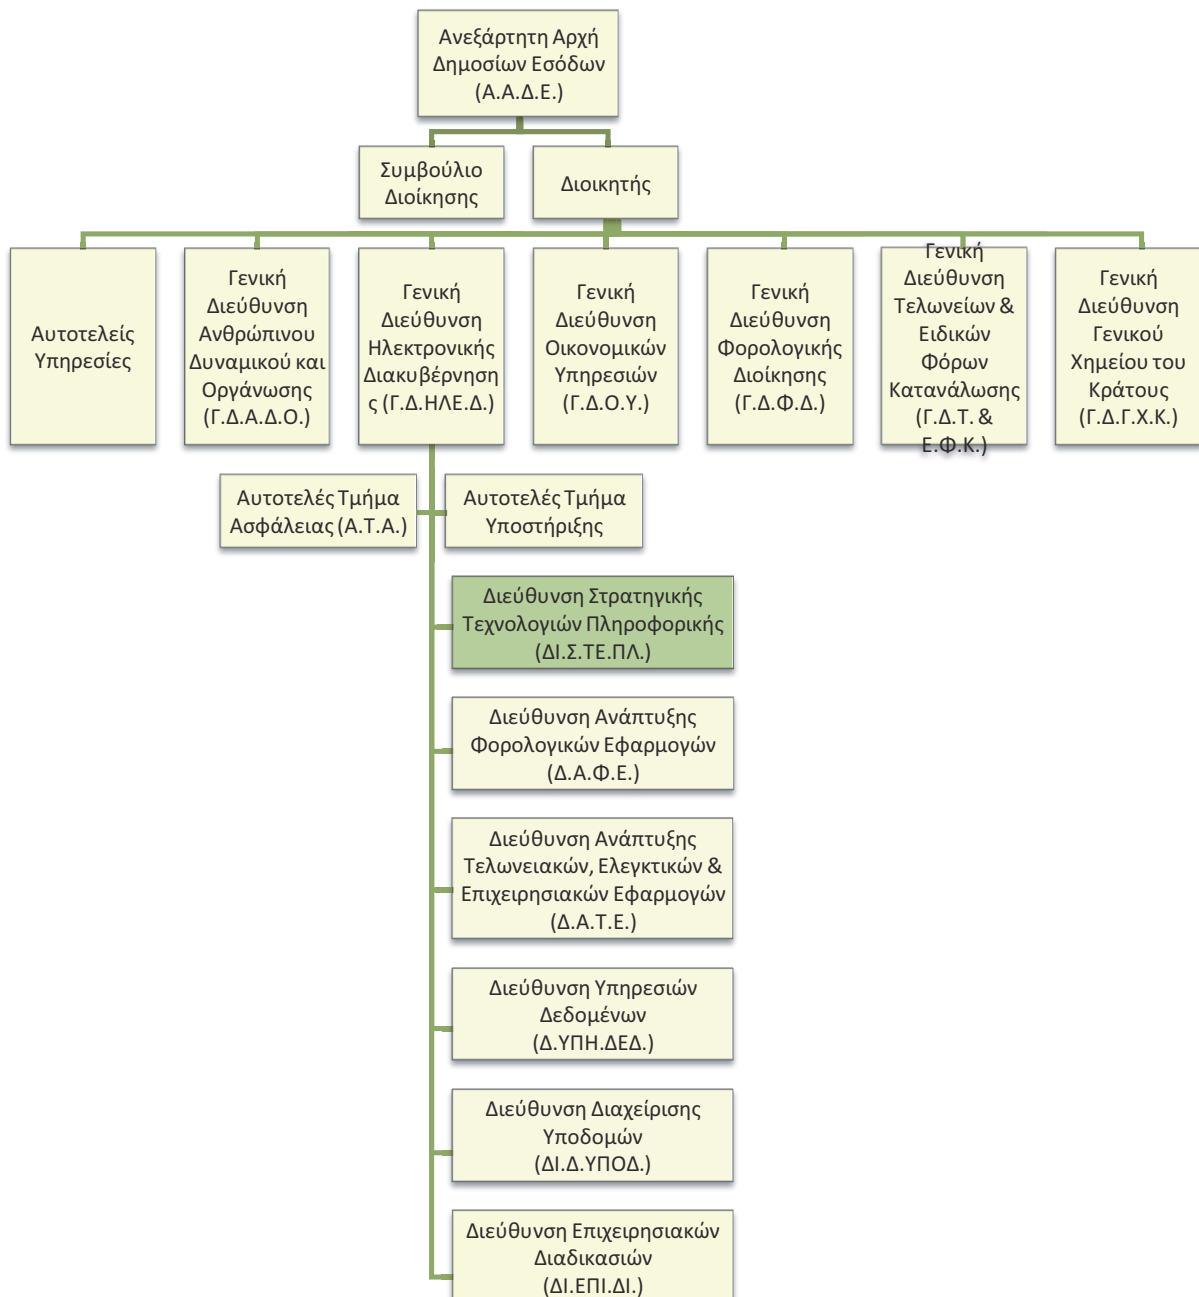 Ανεξάρτητη Αρχή
Δημοσίων Εσόδων
(Α.Α.Δ.Ε.)
Συμβούλιο
Διοίκησης
Διοικητής
Αυτοτελείς
Υπηρεσίες
Γενική
Διεύθυνση
Ανθρώπινου
Δυναμικού και
Οργάνωσης
(Γ.Δ.Α.Δ.Ο.)
Γενική
Διεύθυνση
Ηλεκτρονικής
Διακυβέρνηση
ς (Γ.Δ.ΗΛΕ.Δ.)
Γενική
Διεύθυνση
Οικονομικών
Υπηρεσιών
(Γ.Δ.Ο.Υ.)
Γενική
Διεύθυνση
Φορολογικής
Διοίκησης
(Γ.Δ.Φ.Δ.)
Γενική
Διεύθυνση
Τελωνείων &
Ειδικών
Φόρων
Κατανάλωσης
(Γ.Δ.Τ. &
Ε.Φ.Κ.)
Γενική
Διεύθυνση
Γενικού
Χημείου του
Κράτους
(Γ.Δ.Γ.Χ.Κ.)
Αυτοτελές Τμήμα
Ασφάλειας (Α.Τ.Α.)
Αυτοτελές Τμήμα
Υποστήριξης
Διεύθυνση Στρατηγικής
Τεχνολογιών Πληροφορικής
(ΔΙ.Σ.ΤΕ.ΠΛ.)
Διεύθυνση Ανάπτυξης
Φορολογικών Εφαρμογών
(Δ.Α.Φ.Ε.)
Διεύθυνση Ανάπτυξης
Τελωνειακών, Ελεγκτικών &
Επιχειρησιακών Εφαρμογών
(Δ.Α.Τ.Ε.)
Διεύθυνση Υπηρεσιών
Δεδομένων
(Δ.ΥΠΗ.ΔΕΔ.)
Διεύθυνση Διαχείρισης
Υποδομών
(ΔΙ.Δ.ΥΠΟΔ.)
Διεύθυνση Επιχειρησιακών
Διαδικασιών
(ΔΙ.ΕΠΙ.ΔΙ.)